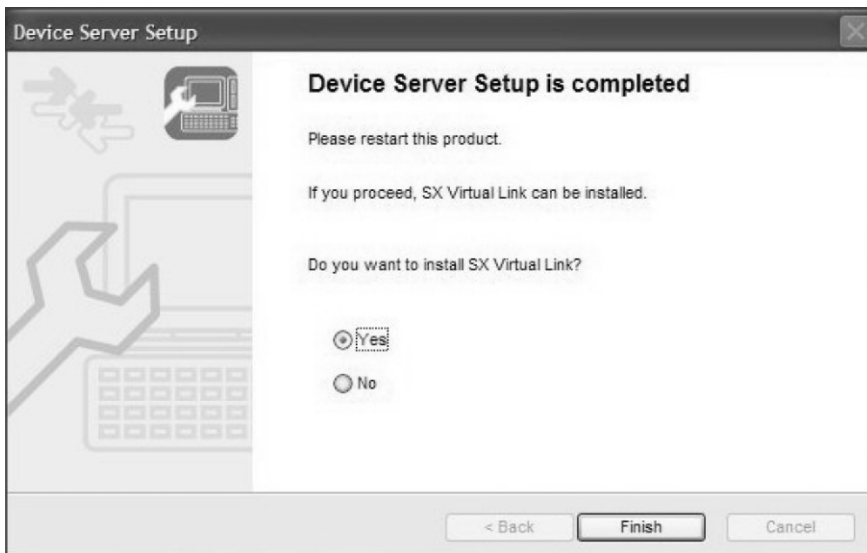 Device Server Setup
Device Server Setup is completed
Please restart this product.
If you proceed, SX Virtual Link can be installed.
Do you want to install SX Virtual Link?
Yes
No
< Back
Finish
Cancel